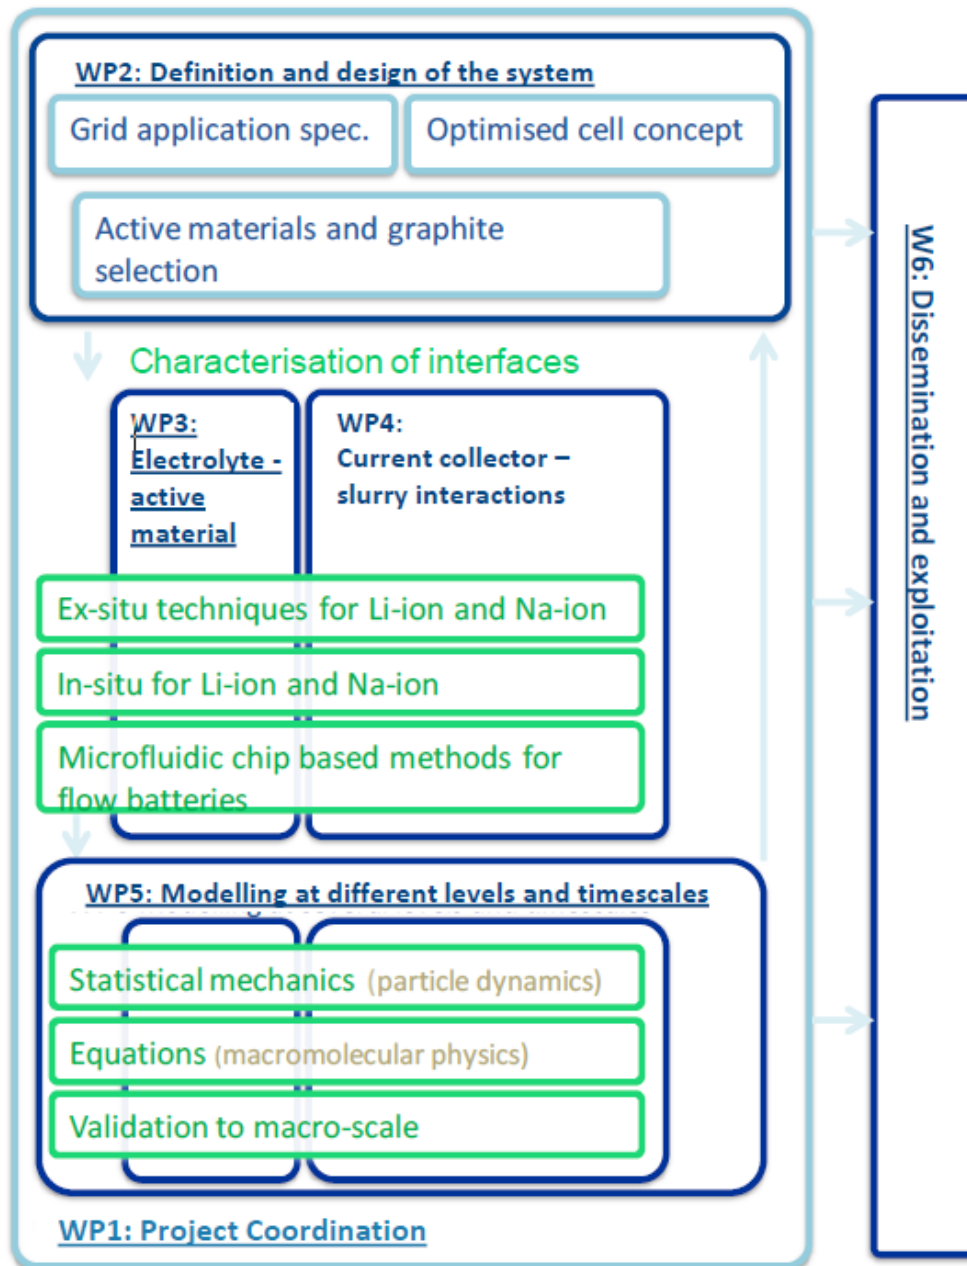 WP2: Definition and design of the system
Grid application spec.
Optimised cell concept
Active materials and graphite
selection
Characterisation of interfaces
WP3:
Electrolyte -
active
material
WP4:
Current collector –
slurry interactions
Ex-situ techniques for Li-ion and Na-ion
In-situ for Li-ion and Na-ion
Microfluidic chip based methods for
flow batteries
WP5: Modelling at different levels and timescales
Statistical mechanics (particle dynamics)
Equations (macromolecular physics)
Validation to macro-scale
WP1: Project Coordination
W6: Dissemination and exploitation